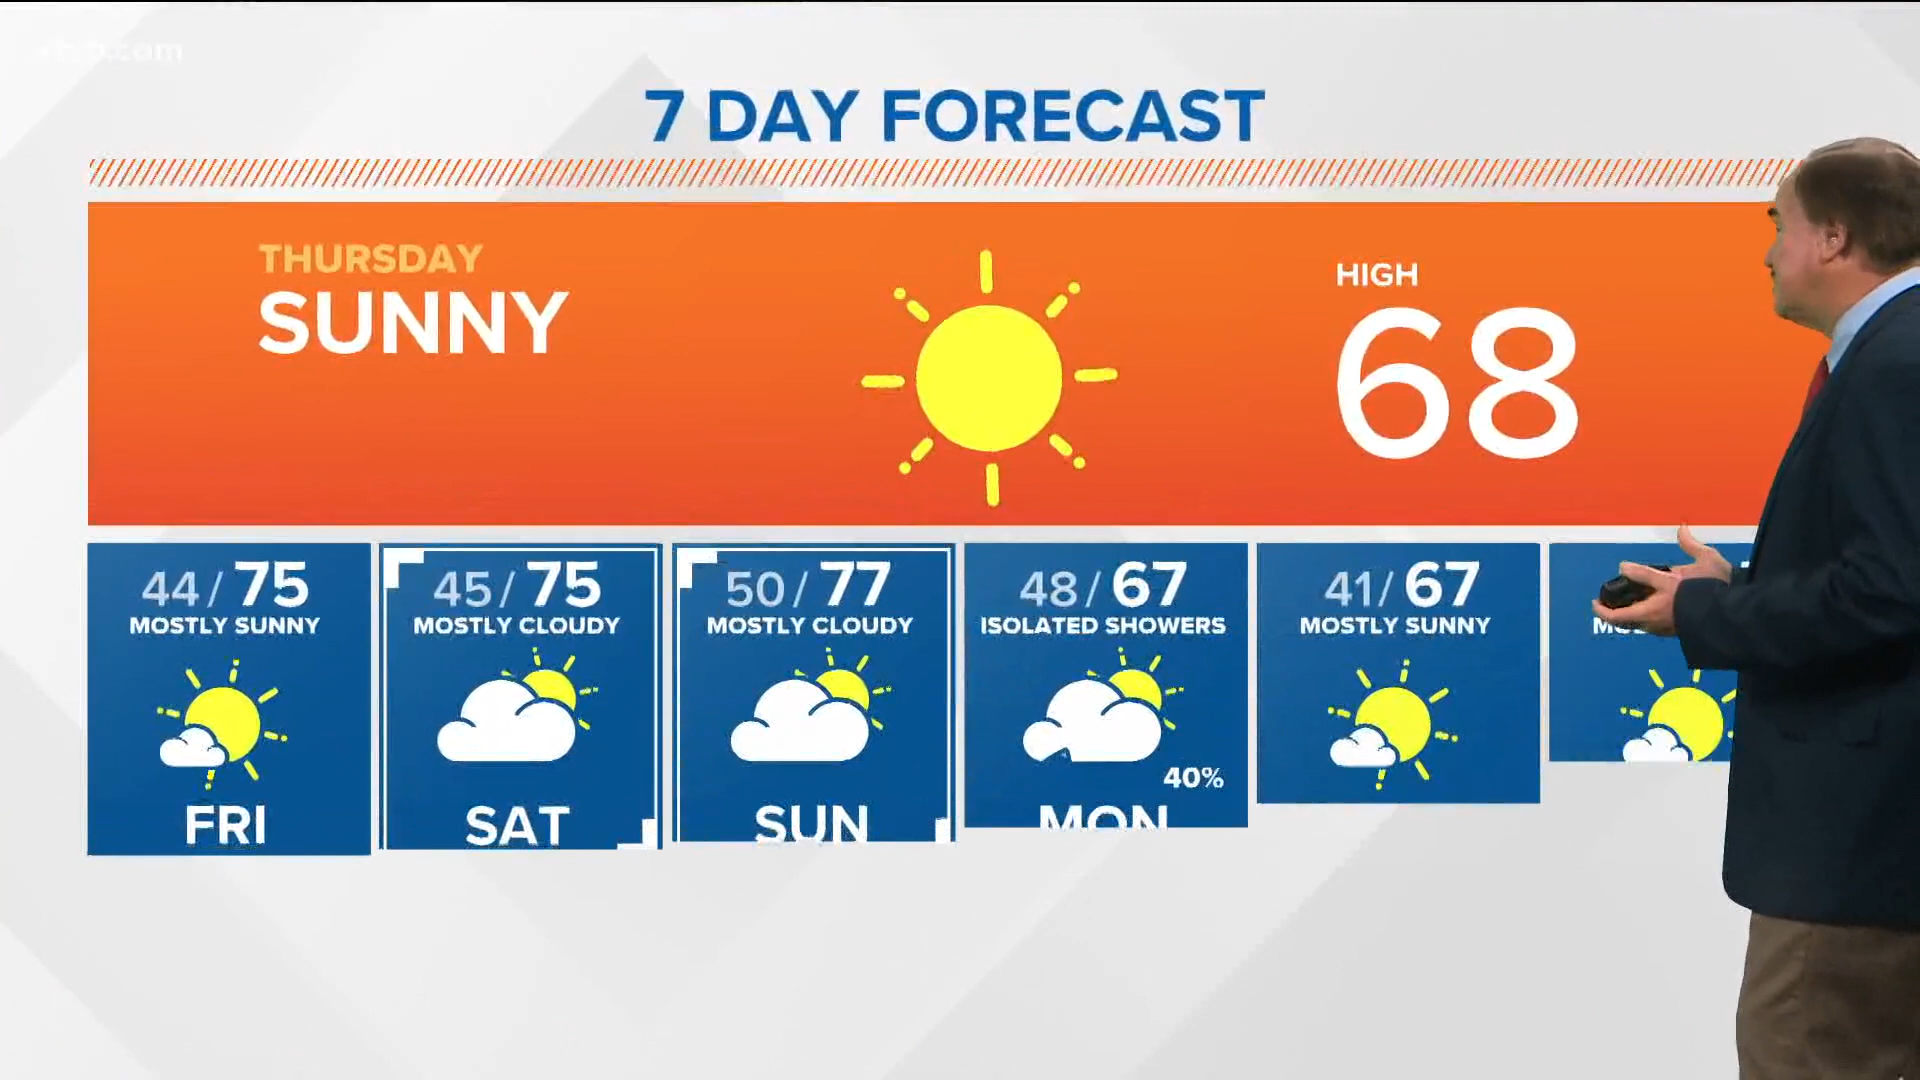 7 DAY FORECAST
THURSDAY
SUNNY
HIGH
68
44/75
MOSTLY SUNNY
FRI
45/75
MOSTLY CLOUDY
SAT
50/77
MOSTLY CLOUDY
SUN
48/67
ISOLATED SHOWERS
40%
MON
41/67
MOSTLY SUNNY